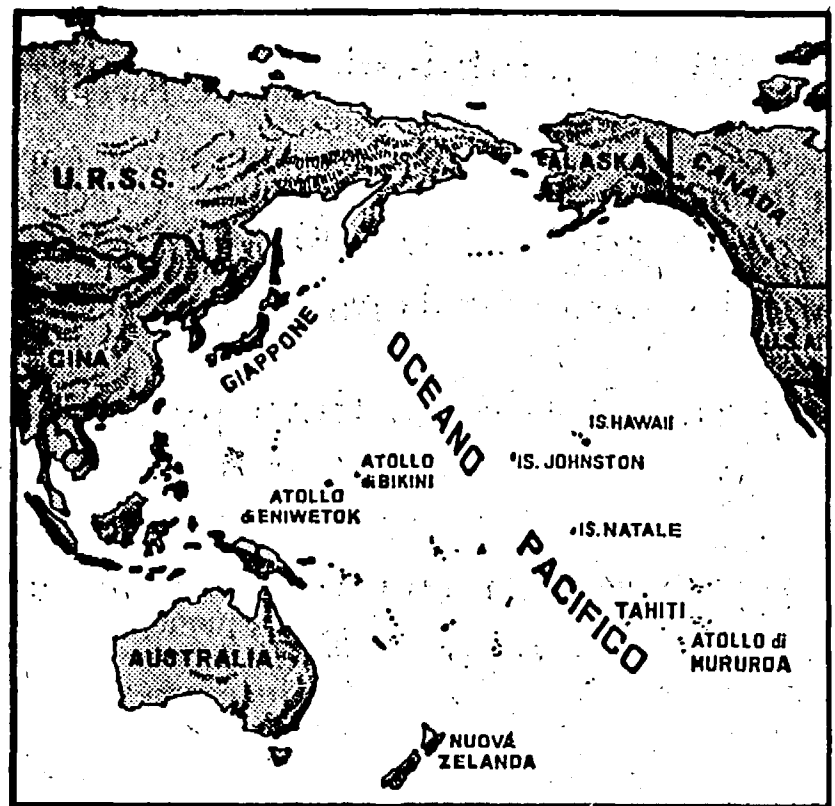 U.R.S.S.
ALASKA
CANADA
CINA
GIAPPONE
U.S.A.
OCEANO
IS.HAWAII
IS. JOHNSTON
ATOLLO
di BIKINI
ATOLLO
di ENIWETOK
IS.NATALE
PACIFICO
TAHITI
ATOLLO di
MURUROA
AUSTRALIA
NUOVA
ZELANDA